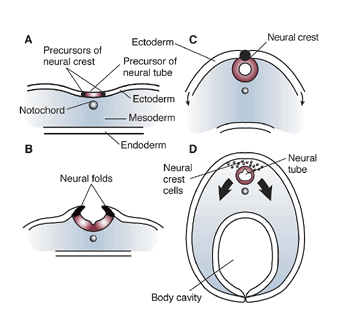 A
Precursors of
neural crest
Precursor of
neural tube
Ectoderm
Notochord
Mesoderm
Endoderm
B
Neural folds
C
Ectoderm
Neural crest
D
Neural
crest
cells
Neural
tube
Body cavity